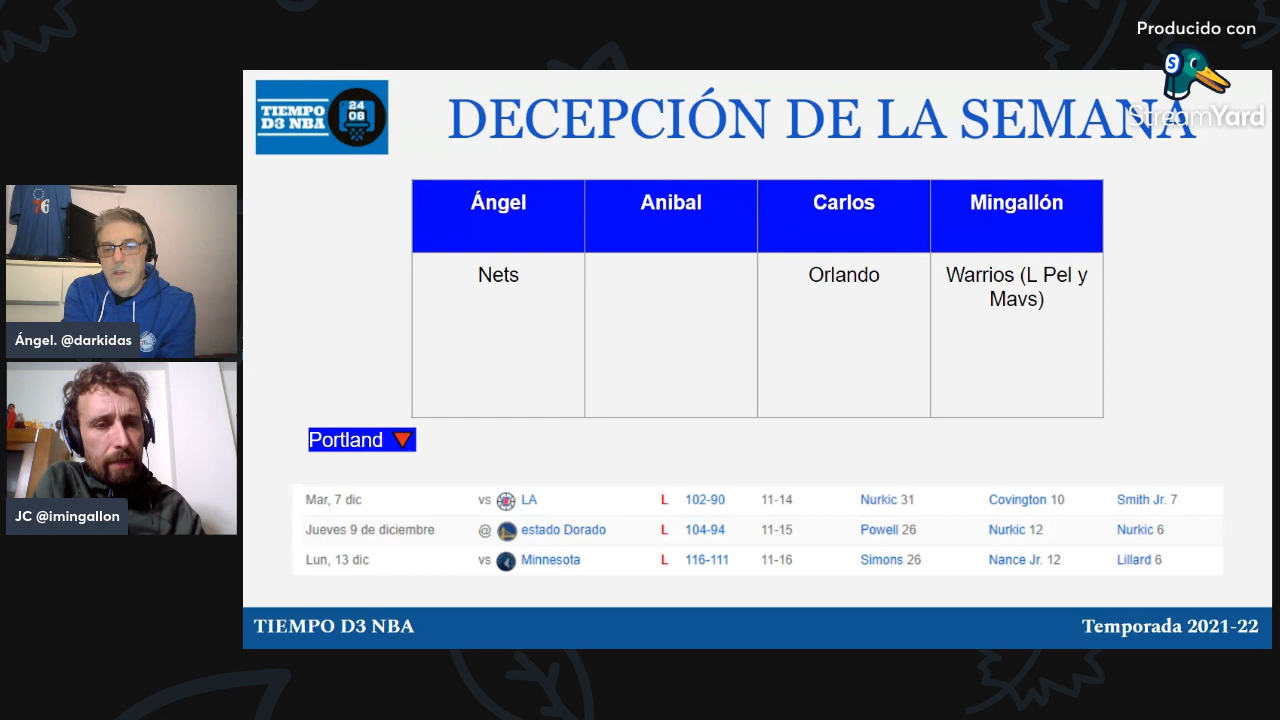 Producido con
StreamYard
TIEMPO
D3 NBA
24
08
DECEPCIÓN DE LA SEMANA
Ángel
Anibal
Carlos
Mingallón
Nets
Orlando
Warrios (L Pel y
Mavs)
Portland
Mar, 7 dic vs LA L 102-90 11-14 Nurkic 31 Covington 10 Smith Jr. 7
Jueves 9 de diciembre @ estado Dorado L 104-94 11-15 Powell 26 Nurkic 12 Nurkic 6
Lun, 13 dic vs Minnesota L 116-111 11-16 Simons 26 Nance Jr. 12 Lillard 6
76
Ángel. @darkidas
JC @imingallon
TIEMPO D3 NBA
Temporada 2021-22